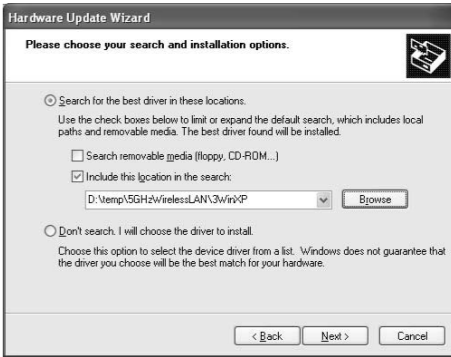 Hardware Update Wizard
Please choose your search and installation options.
Search for the best driver in these locations.
Use the check boxes below to limit or expand the default search, which includes local
paths and removable media. The best driver found will be installed.
Search removable media (floppy, CD-ROM...)
Include this location in the search:
D:\temp\5GHzWirelessLAN\3WinXP
Browse
Don't search. I will choose the driver to install.
Choose this option to select the device driver from a list. Windows does not guarantee that
the driver you choose will be the best match for your hardware.
< Back Next > Cancel